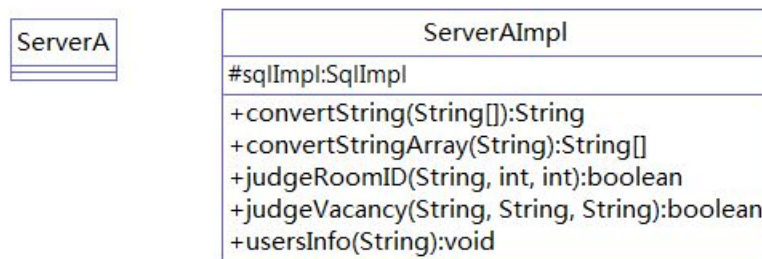 ServerA
ServerAImpl
#sqlImpl:SqlImpl
+convertString(String[]):String
+convertStringArray(String):String[]
+judgeRoomID(String, int, int):boolean
+judgeVacancy(String, String, String):boolean
+usersInfo(String):void